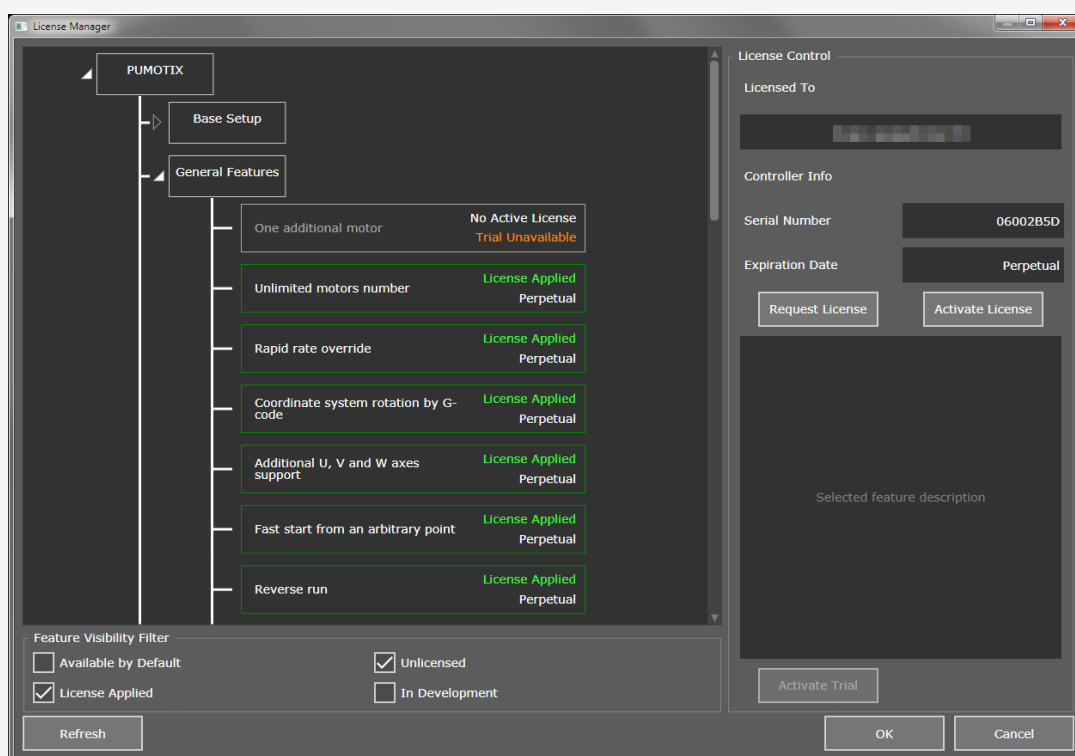 License Manager
PUMOTIX
Base Setup
General Features
One additional motor
No Active License
Trial Unavailable
Unlimited motors number
License Applied
Perpetual
Rapid rate override
License Applied
Perpetual
Coordinate system rotation by G-
code
License Applied
Perpetual
Additional U, V and W axes
support
License Applied
Perpetual
Fast start from an arbitrary point
License Applied
Perpetual
Reverse run
License Applied
Perpetual
Feature Visibility Filter
Available by Default
Unlicensed
License Applied
In Development
Refresh
License Control
Licensed To
Controller Info
Serial Number
06002B5D
Expiration Date
Perpetual
Request License
Activate License
Selected feature description
Activate Trial
OK
Cancel